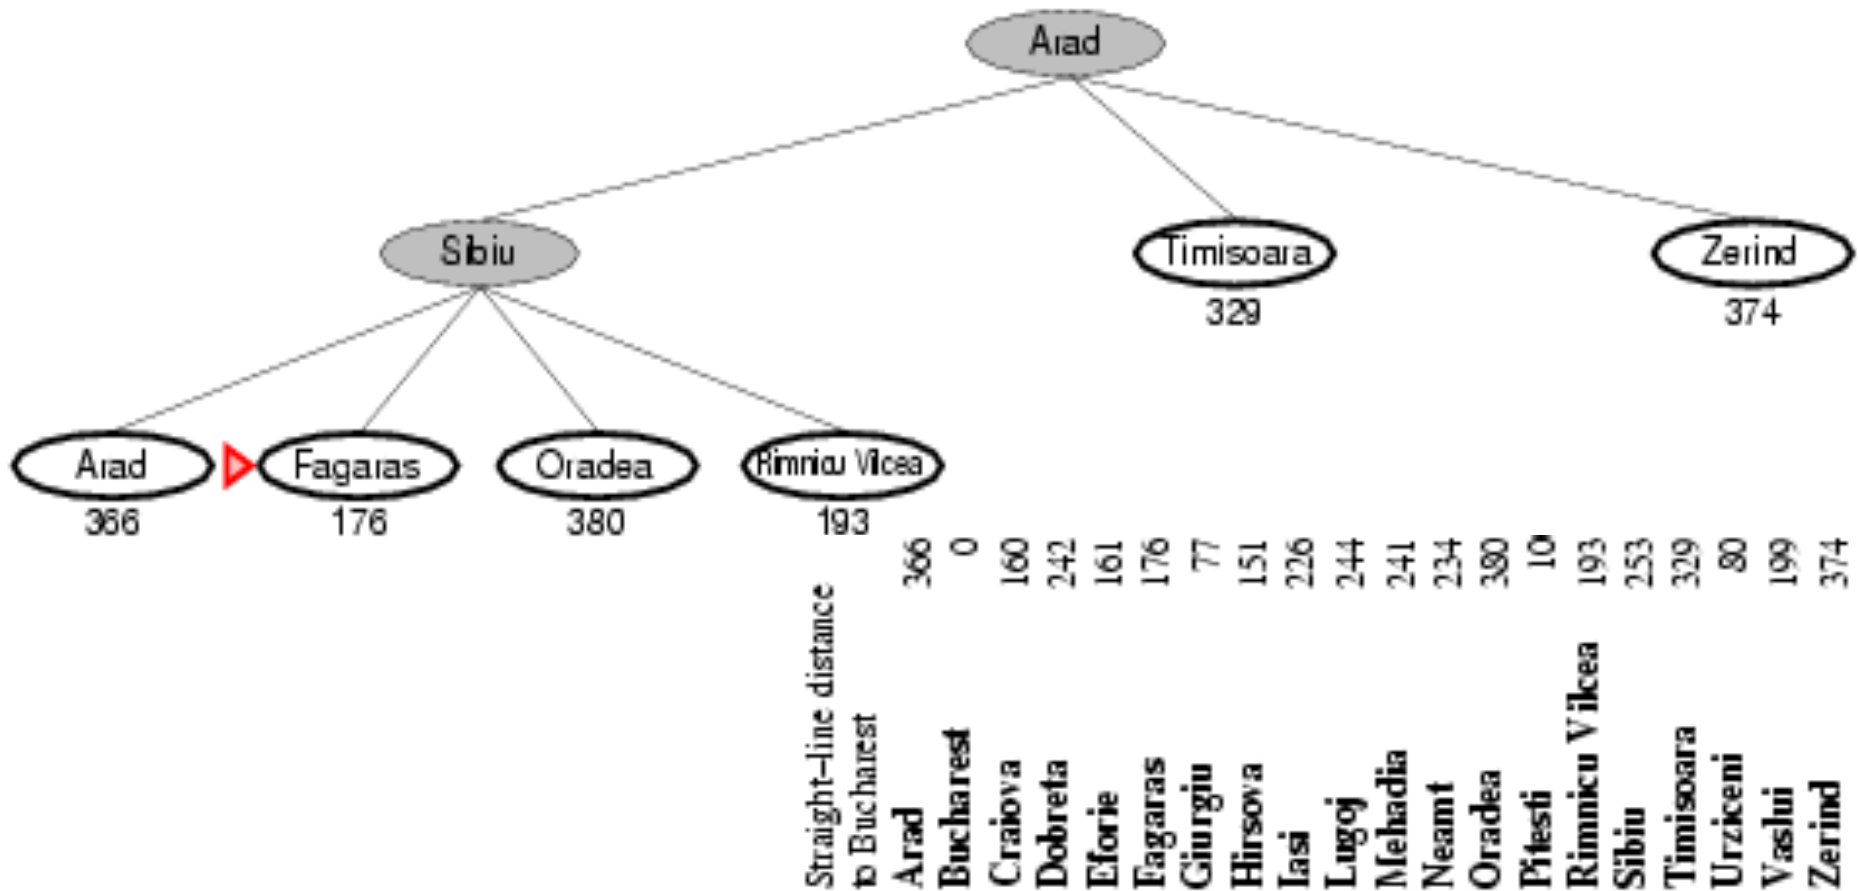 Arad
Sibiu
Timisoara
Zerind
329
374
Arad
Fagaras
Oradea
Rimnicu Vilcea
366
176
380
193
Straight–line distance
to Bucharest
Arad 366
Bucharest 0
Craiova 160
Dobreta 242
Eforie 161
Fagaras 176
Giurgiu 77
Hirsova 151
Iasi 226
Lugoj 244
Mehadia 241
Neamt 234
Oradea 380
Pitesti 10
Rimnicu Vilcea 193
Sibiu 253
Timisoara 329
Urziceni 80
Vaslui 199
Zerind 374